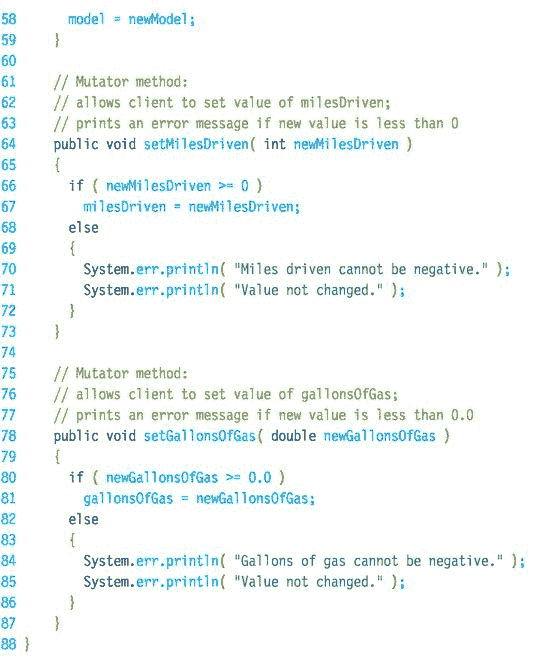 58 model = newModel;
59 }
60
61 // Mutator method:
62 // allows client to set value of milesDriven;
63 // prints an error message if new value is less than 0
64 public void setMilesDriven( int newMilesDriven )
65 {
66 if ( newMilesDriven >= 0 )
67 milesDriven = newMilesDriven;
68 else
69 {
70 System.err.println( "Miles driven cannot be negative." );
71 System.err.println( "Value not changed." );
72 }
73 }
74
75 // Mutator method:
76 // allows client to set value of gallonsOfGas;
77 // prints an error message if new value is less than 0.0
78 public void setGallonsOfGas( double newGallonsOfGas )
79 {
80 if ( newGallonsOfGas >= 0.0 )
81 gallonsOfGas = newGallonsOfGas;
82 else
83 {
84 System.err.println( "Gallons of gas cannot be negative." );
85 System.err.println( "Value not changed." );
86 }
87 }
88 }